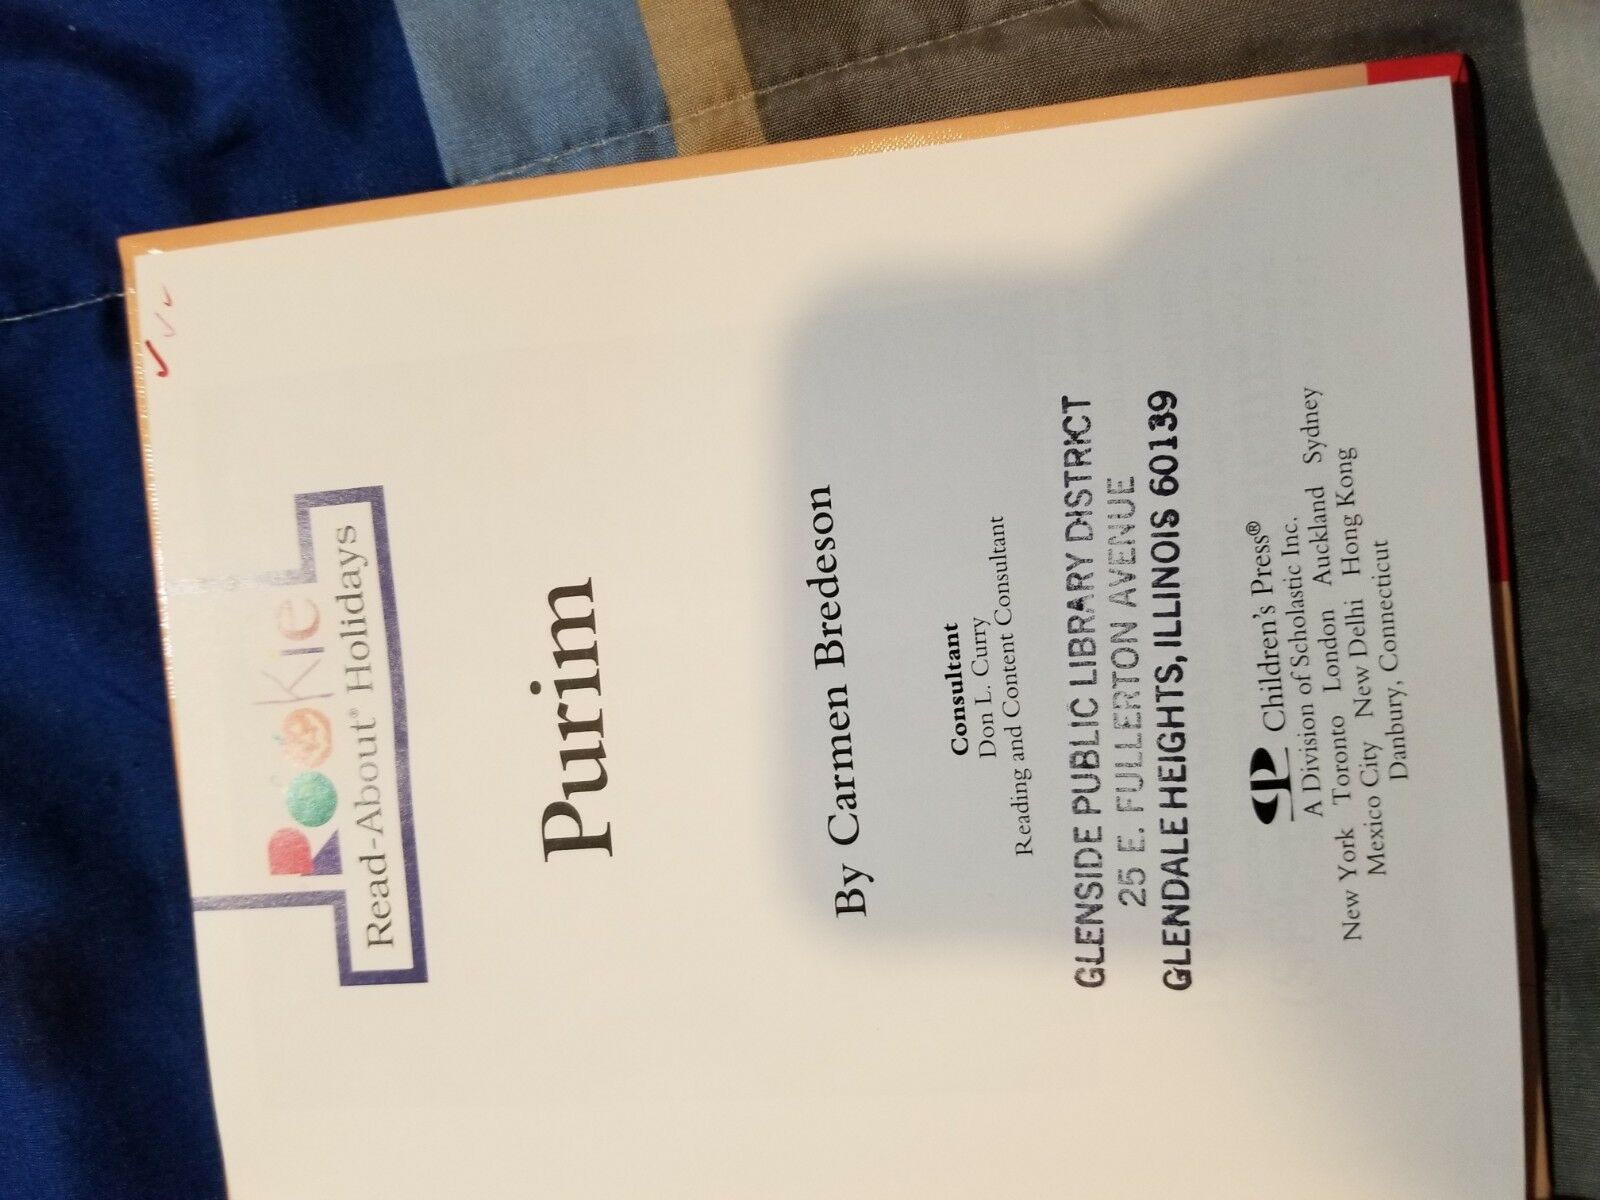 Rookie
Read-About® Holidays
Purim
By Carmen Bredeson
Consultant
Don L. Curry
Reading and Content Consultant
GLENSIDE PUBLIC LIBRARY DISTRICT
25 E. FULLERTON AVENUE
GLENDALE HEIGHTS, ILLINOIS 60139
Children's Press®
A Division of Scholastic Inc.
New York Toronto London Auckland Sydney
Mexico City New Delhi Hong Kong
Danbury, Connecticut